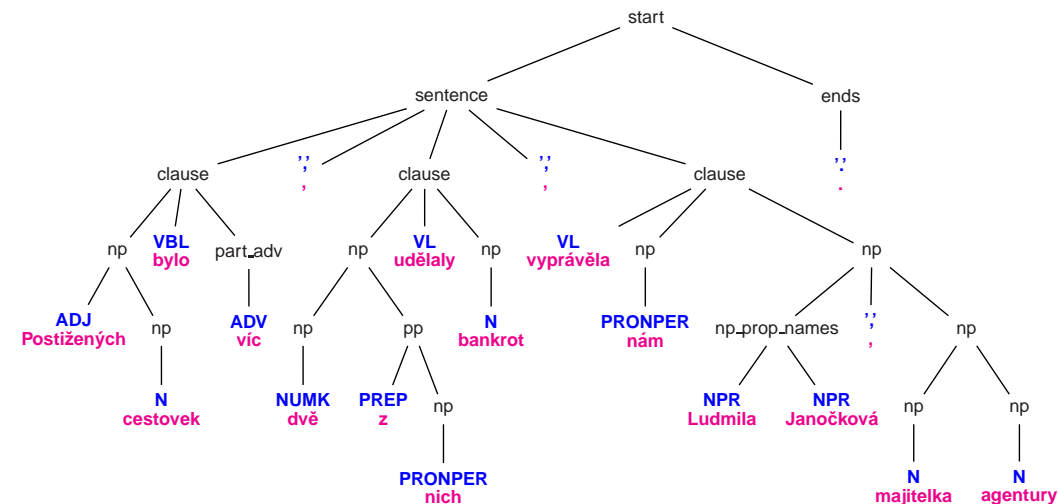 start
sentence ends
clause ',' clause ',' clause '.'
, , .
np VBL part_adv np VL np VL np np
bylo udělaly vyprávěla
ADJ np ADV np pp N PRONPER np_prop_names ',' np
Postižených víc bankrot nám ,
N NUMK PREP np NPR NPR np np
cestovek dvě z Ludmila Janočková
PRONPER N N
nich majitelka agentury